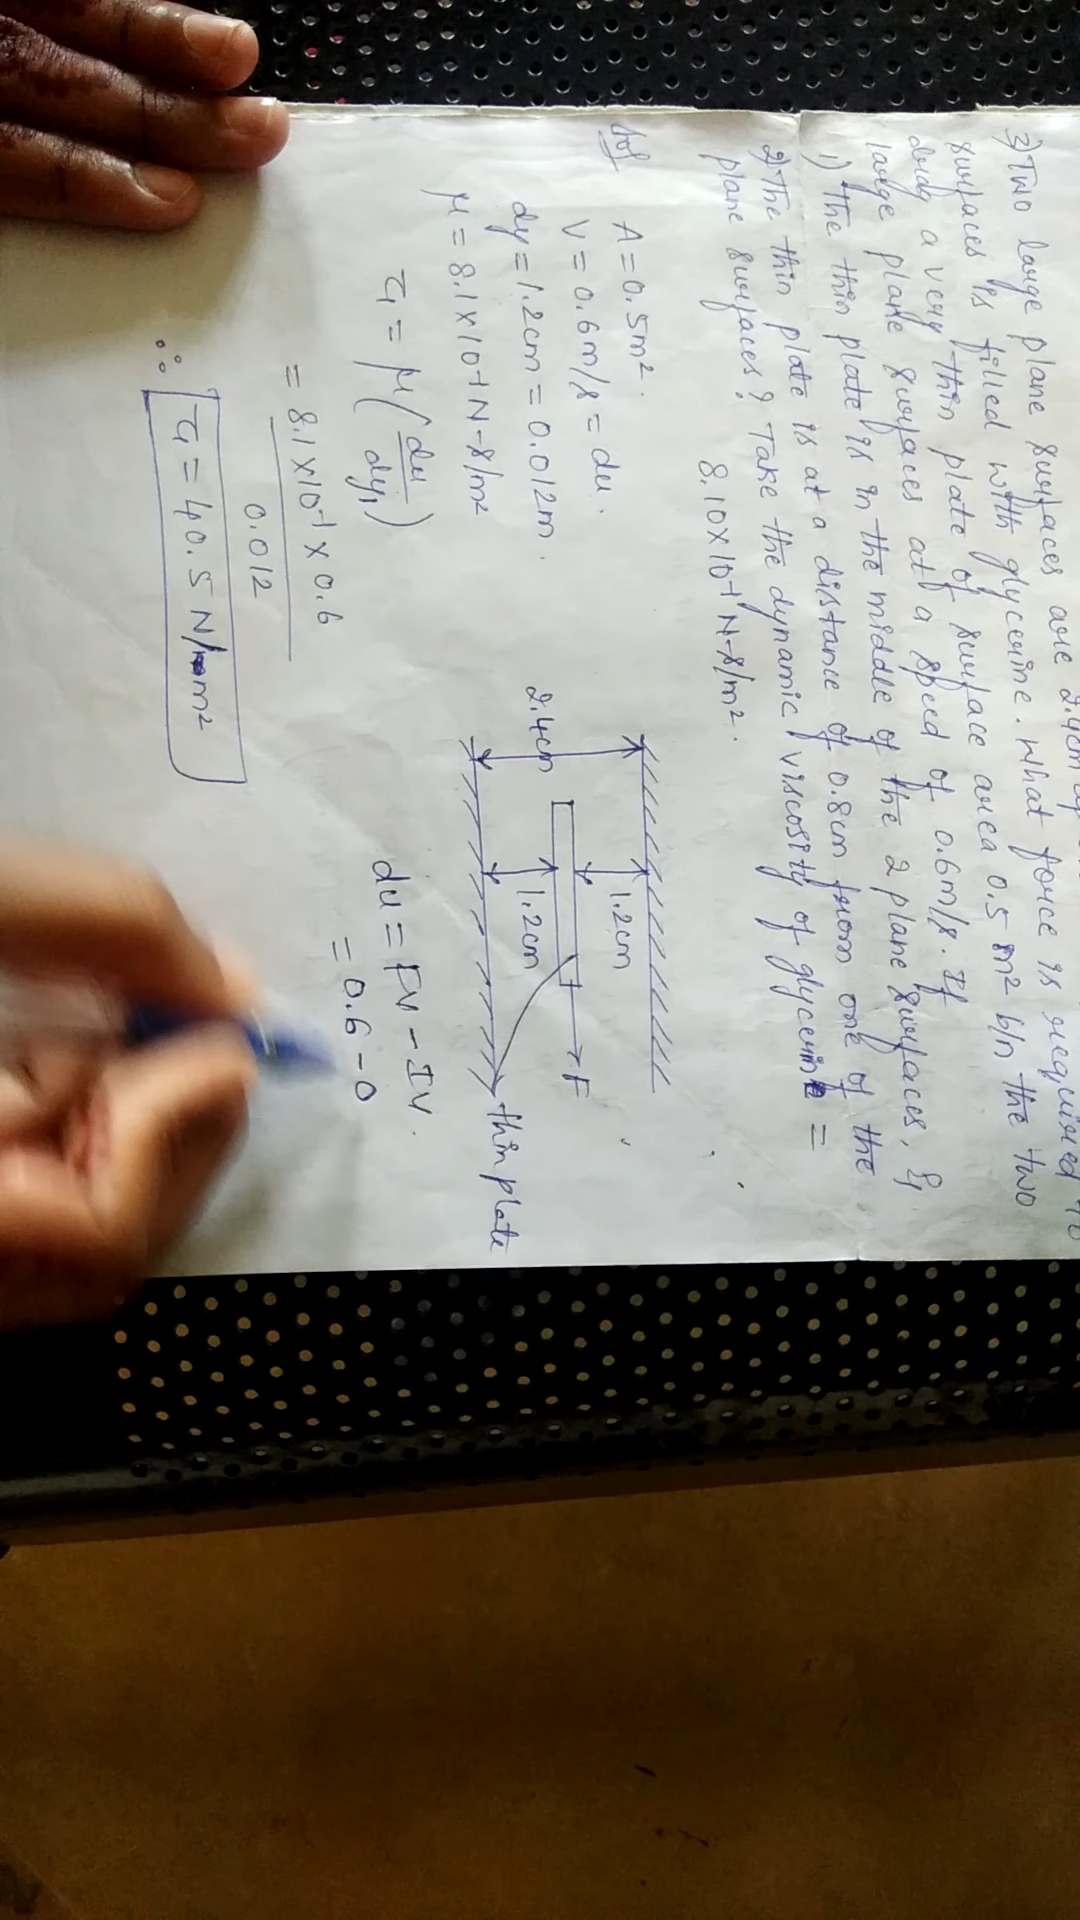 3) Two large plane surfaces are 2.4cm
surfaces is filled with glycerine. what force is required to
drag a very thin plate of surface area 0.5 m² b/n the two
large plane surfaces at a speed of 0.6m/s. If
1) the thin plate is in the middle of the 2 plane surfaces, &
2) The thin plate is at a distance of 0.8cm from one of the
plane surfaces? Take the dynamic viscosity of glycerine =
8.10×10⁻¹ N-s/m².
Sol
A = 0.5m².
V = 0.6m/s = du.
dy₁ = 1.2cm = 0.012m.
μ = 8.1×10⁻¹ N-s/m²
τ₁ = μ(du/dy₁)
= 8.1×10⁻¹ × 0.6
0.012
∴ τ₁ = 40.5 N/m²
2.4cm
1.2cm
1.2cm
F
thin plate
du = FV - IV.
= 0.6 - 0